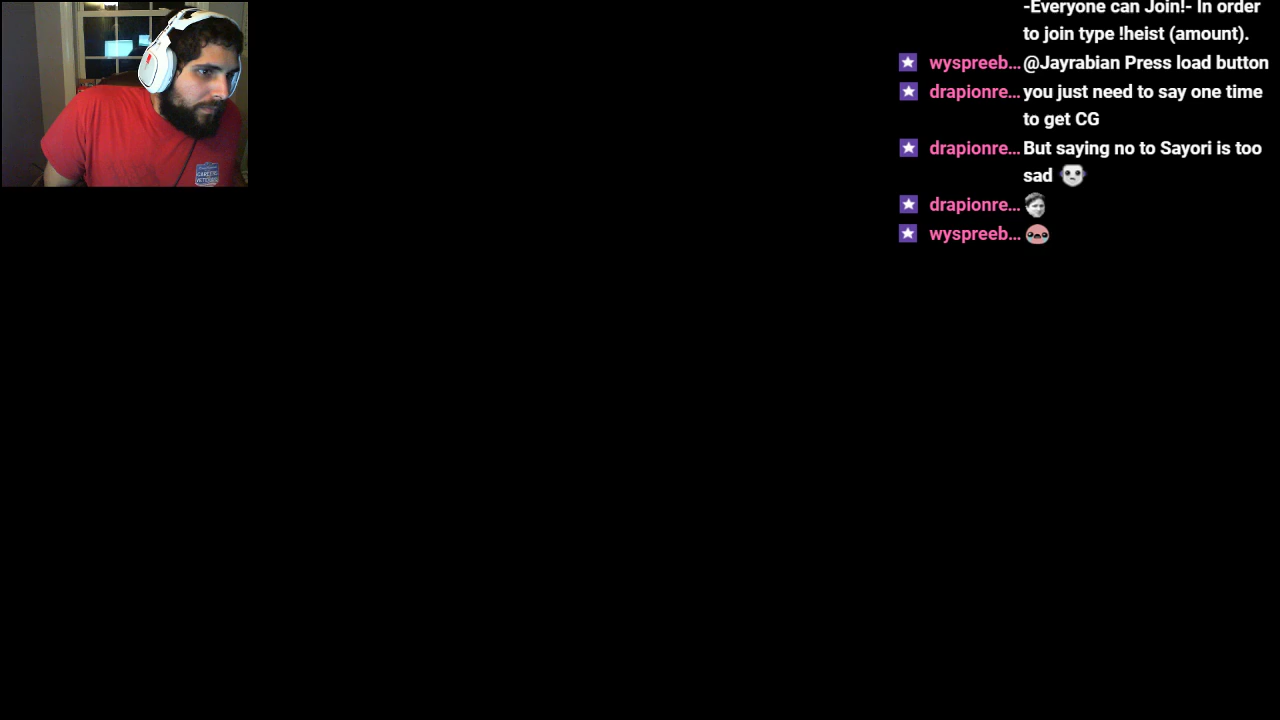 -Everyone can Join!- In order
to join type !heist (amount).
wyspreeb... @Jayrabian Press load button
drapionre... you just need to say one time
to get CG
drapionre... But saying no to Sayori is too
sad
drapionre...
wyspreeb...